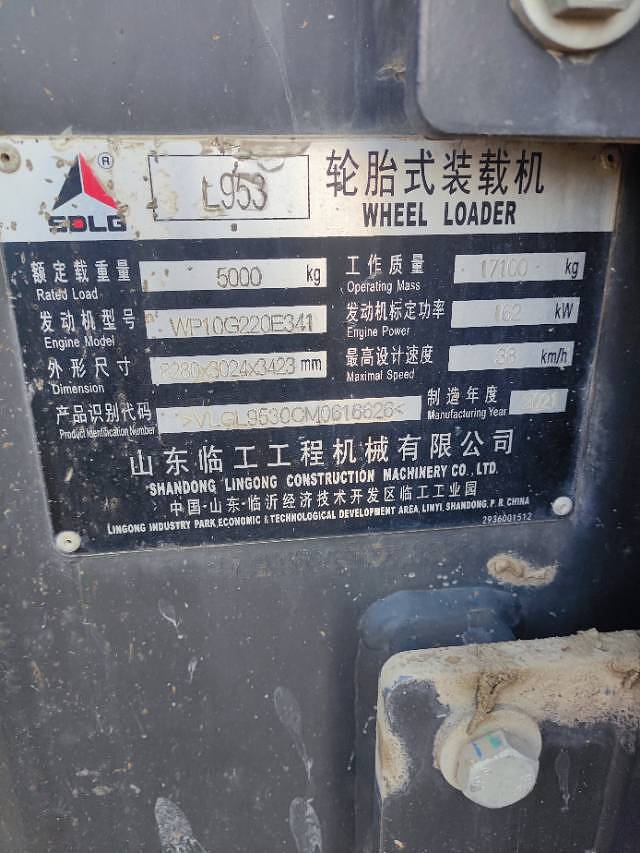 ® L953 轮胎式装载机
SDLG WHEEL LOADER
额定载重量 5000 kg 工作质量 17100 kg
Rated Load Operating Mass
发动机型号 WP10G220E341 发动机标定功率 162 kW
Engine Model Engine Power
外形尺寸 8280×3024×3423 mm 最高设计速度 38 km/h
Dimension Maximal Speed
产品识别代码 >VLGL9530CM0616626< 制造年度
Product Identification Number Manufacturing Year
山东临工工程机械有限公司
SHANDONG LINGONG CONSTRUCTION MACHINERY CO., LTD.
中国·山东·临沂经济技术开发区临工工业园
LINGONG INDUSTRY PARK, ECONOMIC & TECHNOLOGICAL DEVELOPMENT AREA, LINYI, SHANDONG, P. R. CHINA
2936001512